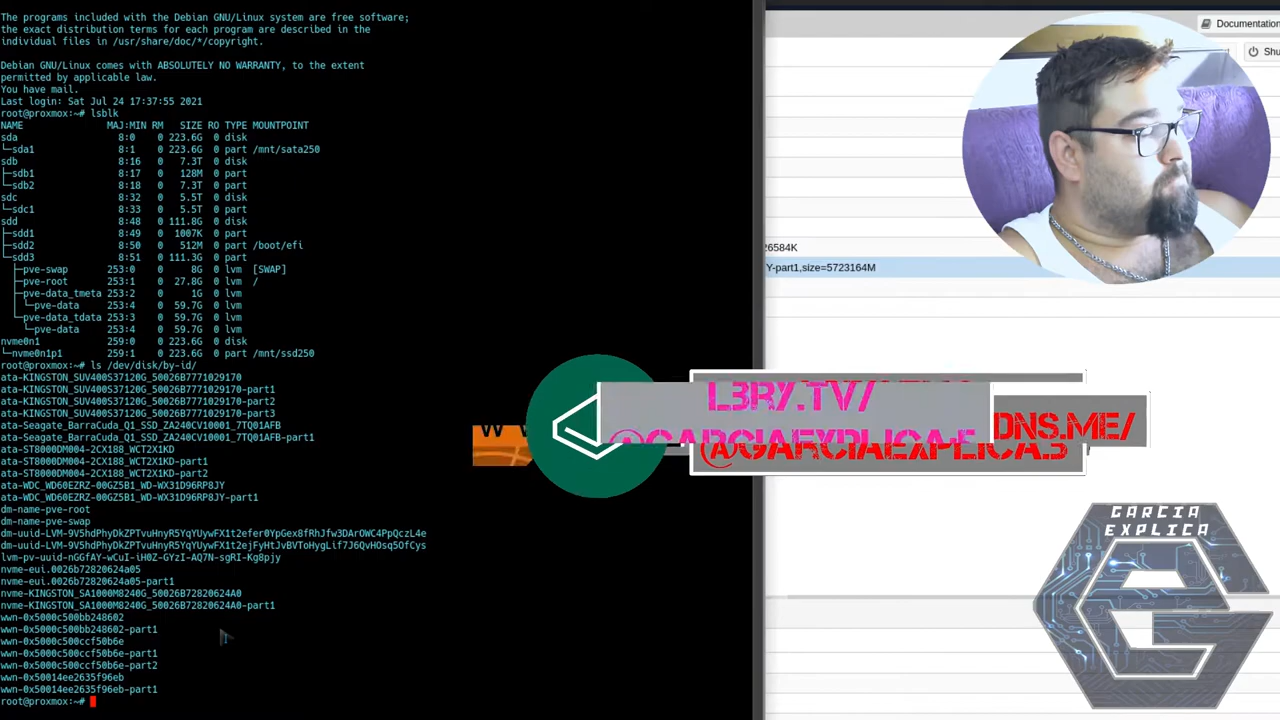 The programs included with the Debian GNU/Linux system are free software;
the exact distribution terms for each program are described in the
individual files in /usr/share/doc/*/copyright.
Debian GNU/Linux comes with ABSOLUTELY NO WARRANTY, to the extent
permitted by applicable law.
You have mail.
Last login: Sat Jul 24 17:37:55 2021
root@proxmox:~# lsblk
NAME MAJ:MIN RM SIZE RO TYPE MOUNTPOINT
sda 8:0 0 223.6G 0 disk
└─sda1 8:1 0 223.6G 0 part /mnt/sata250
sdb 8:16 0 7.3T 0 disk
├─sdb1 8:17 0 128M 0 part
└─sdb2 8:18 0 7.3T 0 part
sdc 8:32 0 5.5T 0 disk
└─sdc1 8:33 0 5.5T 0 part
sdd 8:48 0 111.8G 0 disk
├─sdd1 8:49 0 1007K 0 part
├─sdd2 8:50 0 512M 0 part /boot/efi
└─sdd3 8:51 0 111.3G 0 part
├─pve-swap 253:0 0 8G 0 lvm [SWAP]
├─pve-root 253:1 0 27.8G 0 lvm /
├─pve-data_tmeta 253:2 0 1G 0 lvm
│ └─pve-data 253:4 0 59.7G 0 lvm
└─pve-data_tdata 253:3 0 59.7G 0 lvm
└─pve-data 253:4 0 59.7G 0 lvm
nvme0n1 259:0 0 223.6G 0 disk
└─nvme0n1p1 259:1 0 223.6G 0 part /mnt/ssd250
root@proxmox:~# ls /dev/disk/by-id/
ata-KINGSTON_SUV400S37120G_50026B7771029170
ata-KINGSTON_SUV400S37120G_50026B7771029170-part1
ata-KINGSTON_SUV400S37120G_50026B7771029170-part2
ata-KINGSTON_SUV400S37120G_50026B7771029170-part3
ata-Seagate_BarraCuda_Q1_SSD_ZA240CV10001_7TQ01AFB
ata-Seagate_BarraCuda_Q1_SSD_ZA240CV10001_7TQ01AFB-part1
ata-ST8000DM004-2CX188_WCT2X1KD
ata-ST8000DM004-2CX188_WCT2X1KD-part1
ata-ST8000DM004-2CX188_WCT2X1KD-part2
ata-WDC_WD60EZRZ-00GZ5B1_WD-WX31D96RP8JY
ata-WDC_WD60EZRZ-00GZ5B1_WD-WX31D96RP8JY-part1
dm-name-pve-root
dm-name-pve-swap
dm-uuid-LVM-9V5hdPhyDkZPTvuHnyR5YqYUywFX1t2efer0YpGex8fRhJfw3DArOWC4PpQczL4e
dm-uuid-LVM-9V5hdPhyDkZPTvuHnyR5YqYUywFX1t2ejFyHtJvBVToHygLif7J6QvHOsq5OfCys
lvm-pv-uuid-nGGfAY-wCuI-iH0Z-GYzI-AQ7N-sgRI-Kg8pjy
nvme-eui.0026b72820624a05
nvme-eui.0026b72820624a05-part1
nvme-KINGSTON_SA1000M8240G_50026B72820624A0
nvme-KINGSTON_SA1000M8240G_50026B72820624A0-part1
wwn-0x5000c500bb248602
wwn-0x5000c500bb248602-part1
wwn-0x5000c500ccf50b6e
wwn-0x5000c500ccf50b6e-part1
wwn-0x5000c500ccf50b6e-part2
wwn-0x50014ee2635f96eb
wwn-0x50014ee2635f96eb-part1
root@proxmox:~#
Documentation
Shu
26584K
Y-part1,size=5723164M
L3RY.TV/
DNS.ME/
@GARCIAEXPLICA5
@GARCIAEXPLICA5
GARCIA
EXPLICA